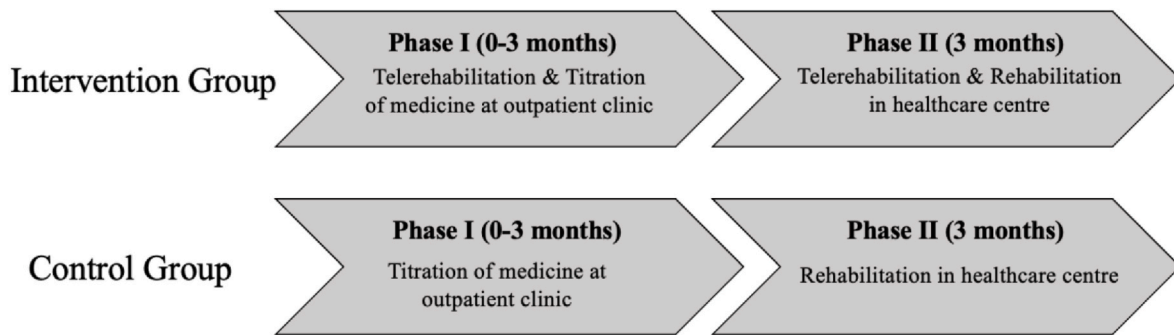 Intervention Group
Phase I (0-3 months)
Telerehabilitation & Titration
of medicine at outpatient clinic
Phase II (3 months)
Telerehabilitation & Rehabilitation
in healthcare centre
Control Group
Phase I (0-3 months)
Titration of medicine at
outpatient clinic
Phase II (3 months)
Rehabilitation in healthcare centre